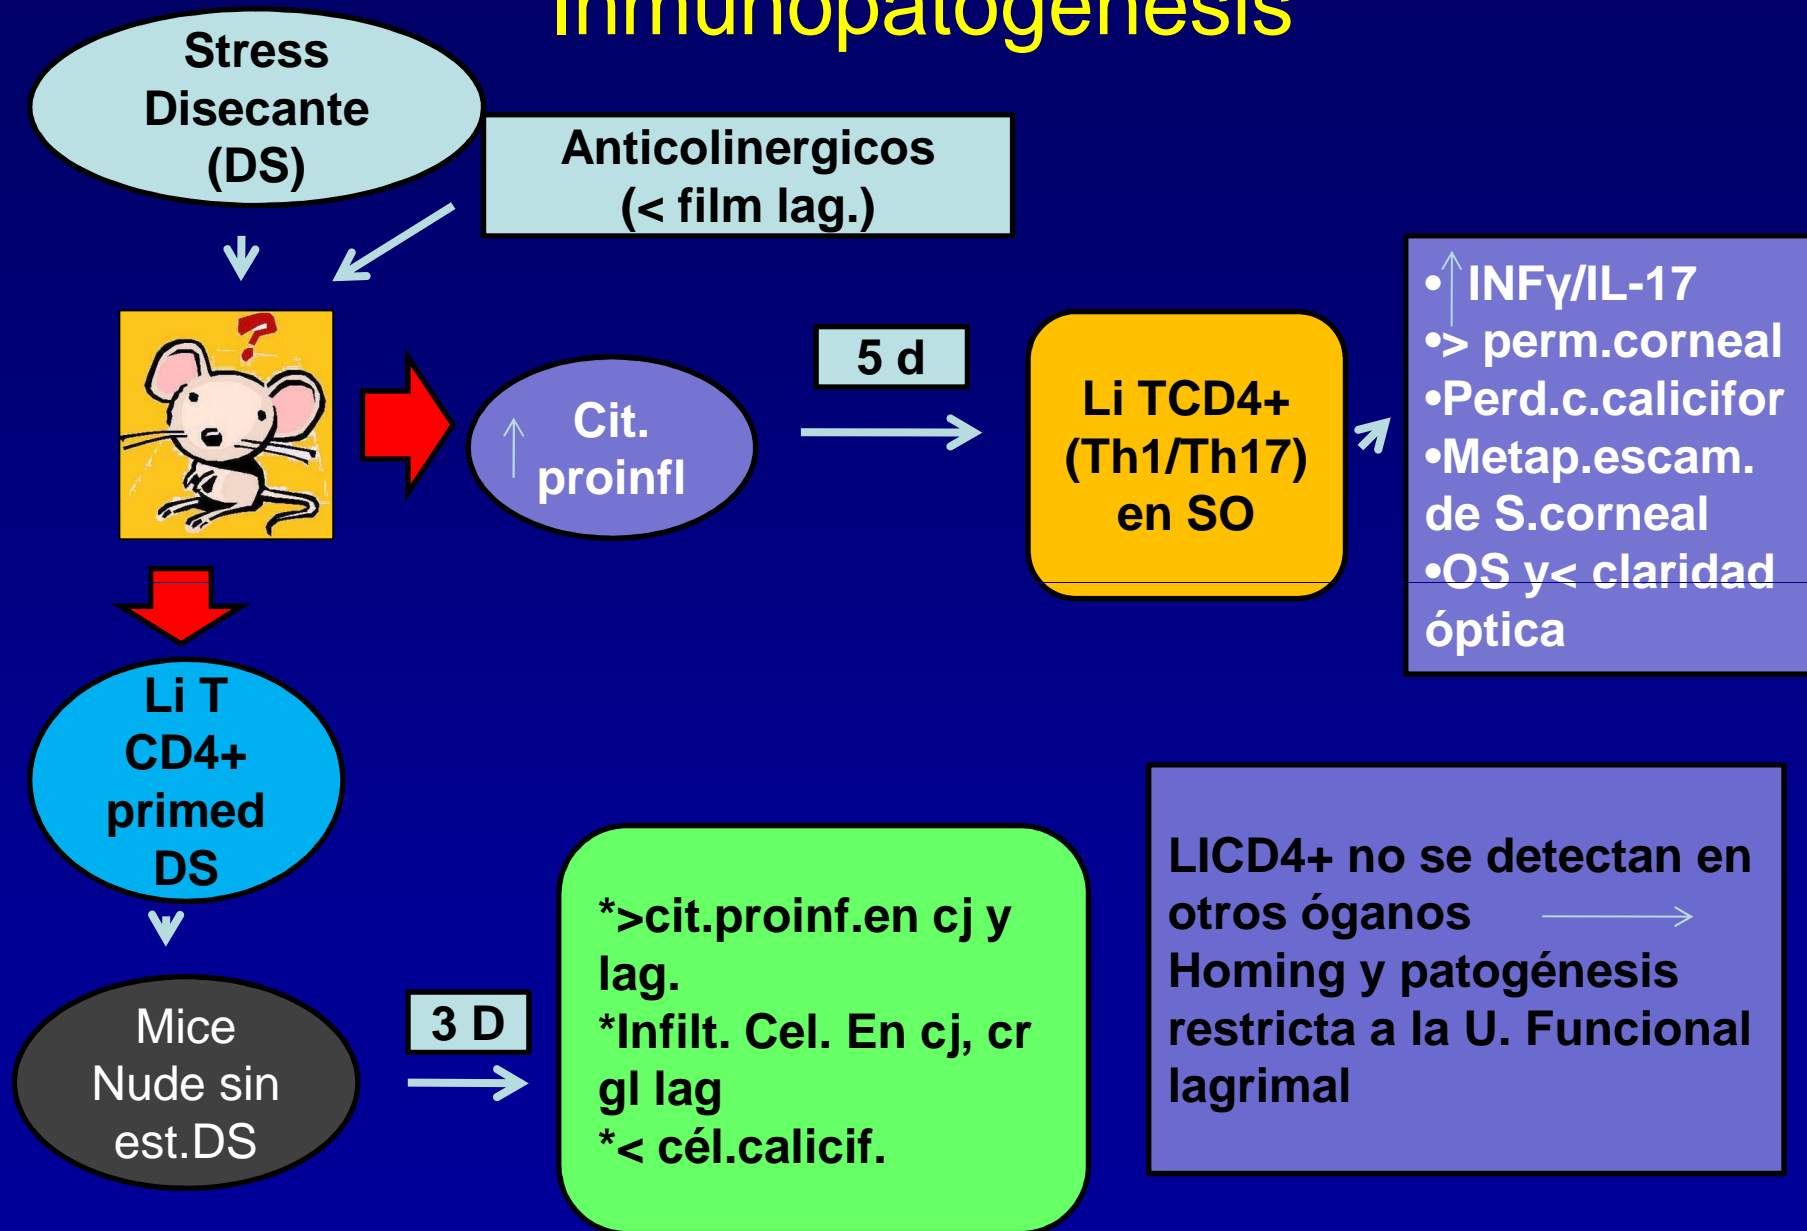 Inmunopatogenesis
Stress
Disecante
(DS)
Anticolinergicos
(< film lag.)
?
Cit.
proinfl
5 d
Li TCD4+
(Th1/Th17)
en SO
• INFγ/IL-17
•> perm.corneal
•Perd.c.calicifor
•Metap.escam.
de S.corneal
•OS y< claridad
óptica
Li T
CD4+
primed
DS
Mice
Nude sin
est.DS
3 D
*>cit.proinf.en cj y
lag.
*Infilt. Cel. En cj, cr
gl lag
*< cél.calicif.
LICD4+ no se detectan en
otros óganos
Homing y patogénesis
restricta a la U. Funcional
lagrimal